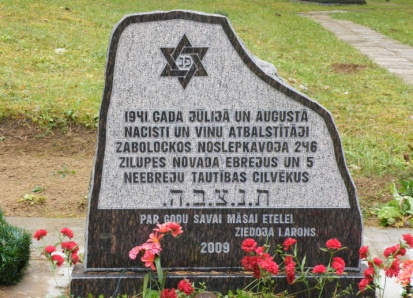 פנ
1941. GADA JŪLIJĀ UN AUGUSTĀ
NACISTI UN VIŅU ATBALSTĪTĀJI
ZABOLOCKOS NOSLEPKAVOJA 246
ZILUPES NOVADA EBREJUS UN 5
NEEBREJU TAUTĪBAS CILVĒKUS
ת.נ.צ.ב.ה.
PAR GODU SAVAI MĀSAI ETELEI
ZIEDOJA LARONS.
2009